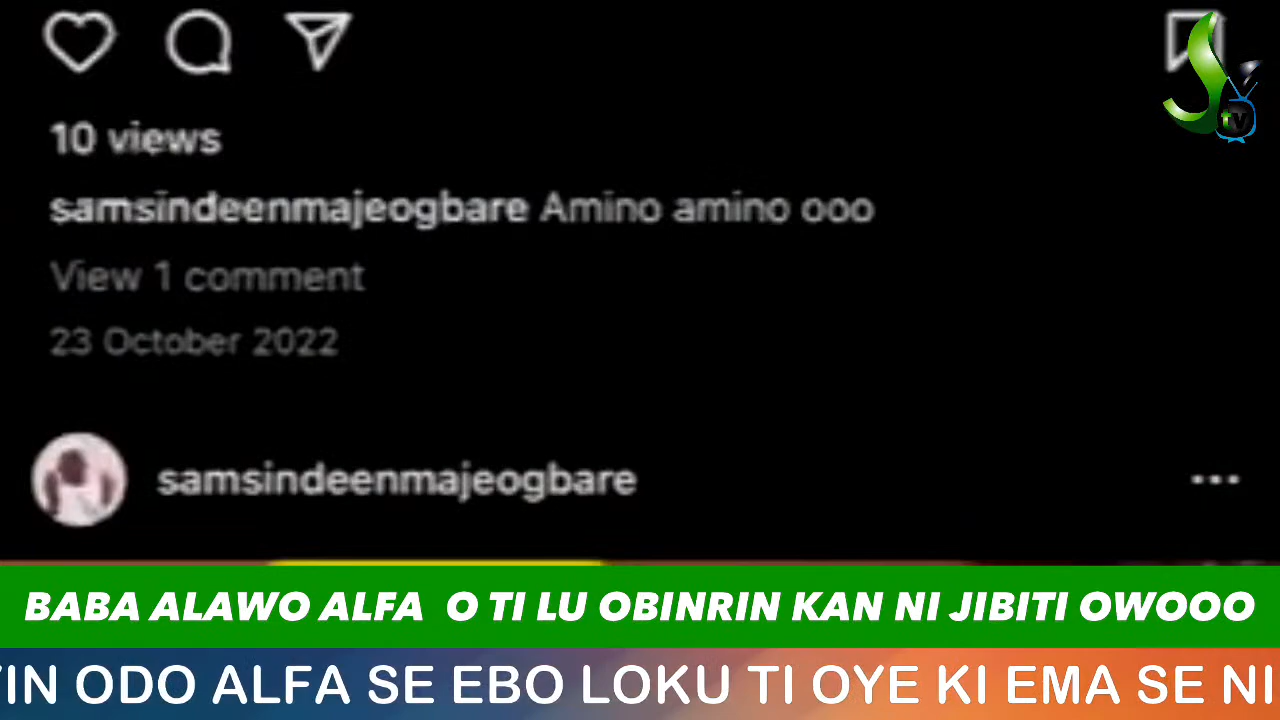 tv
10 views
samsindeenmajeogbare Amino amino ooo
View 1 comment
23 October 2022
samsindeenmajeogbare
BABA ALAWO ALFA O TI LU OBINRIN KAN NI JIBITI OWOOO
ODO ALFA SE EBO LOKU TI OYE KI EMA SE NI